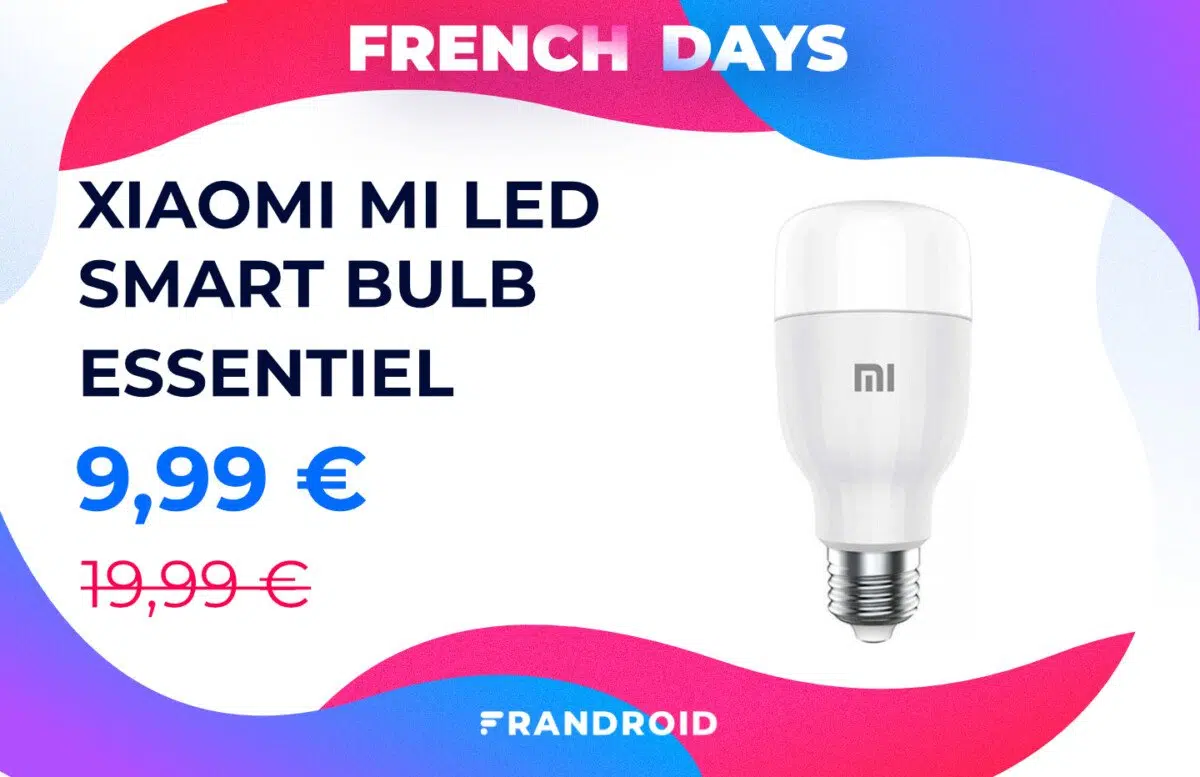 FRENCH DAYS
XIAOMI MI LED
SMART BULB
ESSENTIEL
9,99 €
19,99 €
MI
FRANDROID